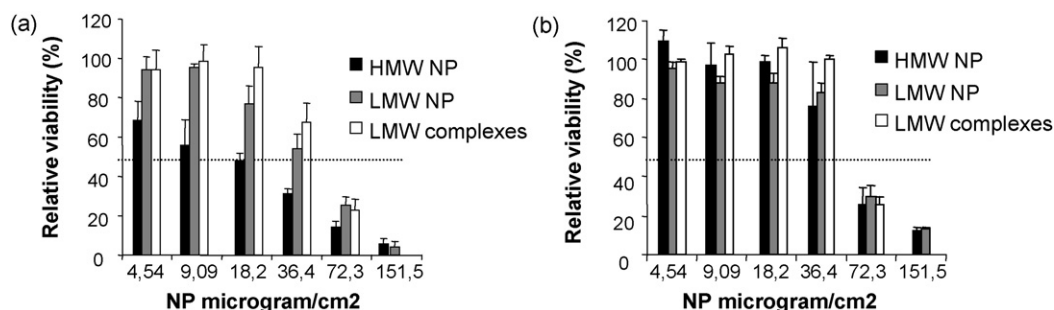 (a)
Relative viability (%)
120
100
80
60
40
20
0
HMW NP
LMW NP
LMW complexes
4,54 9,09 18,2 36,4 72,3 151,5
NP microgram/cm2
(b)
Relative viability (%)
120
100
80
60
40
20
0
HMW NP
LMW NP
LMW complexes
4,54 9,09 18,2 36,4 72,3 151,5
NP microgram/cm2